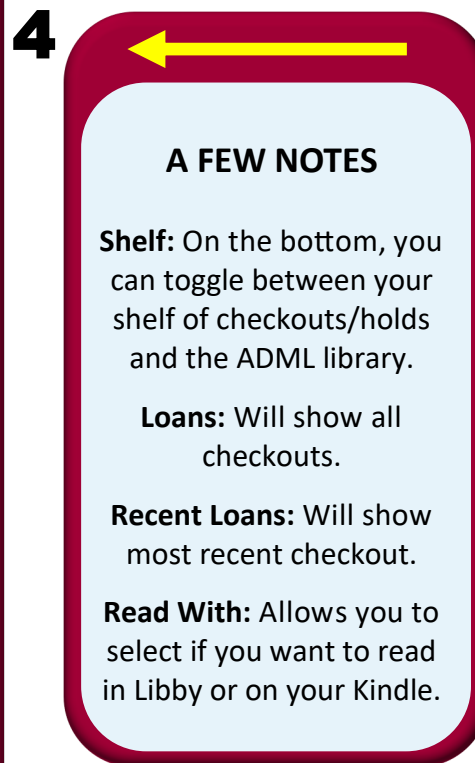 4
A FEW NOTES
Shelf: On the bottom, you
can toggle between your
shelf of checkouts/holds
and the ADML library.
Loans: Will show all
checkouts.
Recent Loans: Will show
most recent checkout.
Read With: Allows you to
select if you want to read
in Libby or on your Kindle.